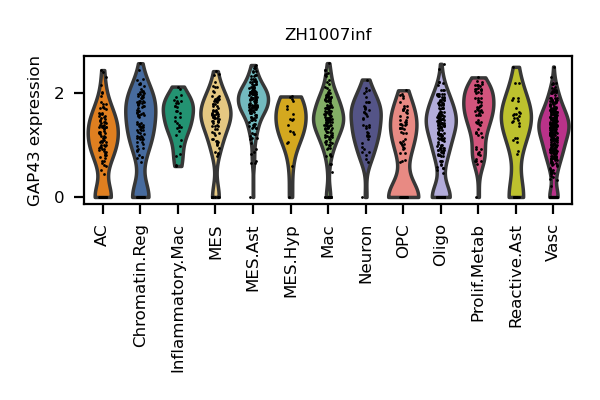 ZH1007inf
GAP43 expression
2
0
AC
Chromatin.Reg
Inflammatory.Mac
MES
MES.Ast
MES.Hyp
Mac
Neuron
OPC
Oligo
Prolif.Metab
Reactive.Ast
Vasc